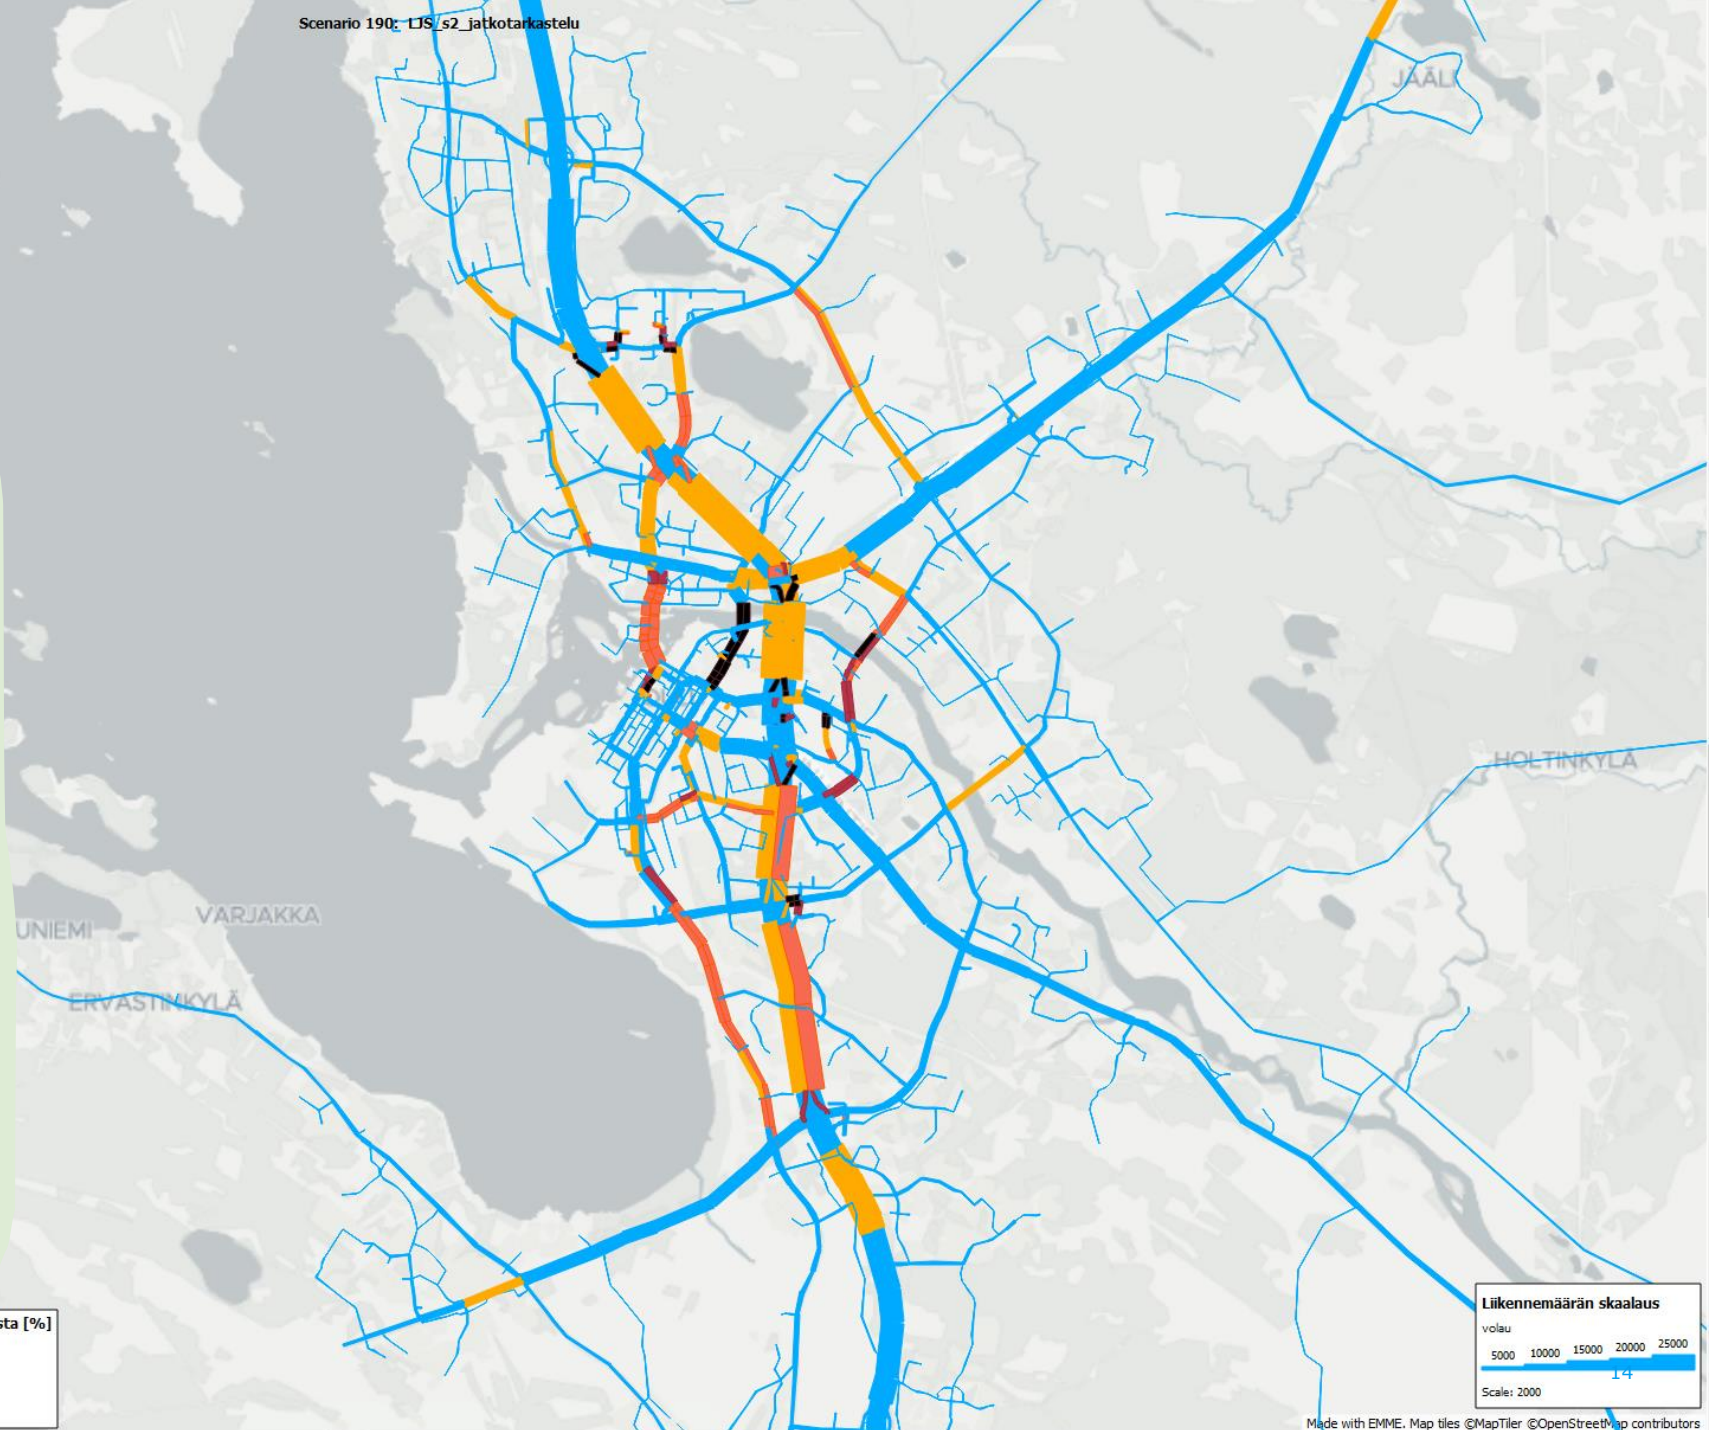 Scenario 190: LJS_s2_jatkotarkastelu
JÄÄLI
HOLTINKYLÄ
VARJAKKA
UNIEMI
ERVASTINKYLÄ
sta [%]
Liikennemäärän skaalaus
volau
5000 10000 15000 20000 25000
14
Scale: 2000
Made with EMME. Map tiles ©MapTiler ©OpenStreetMap contributors